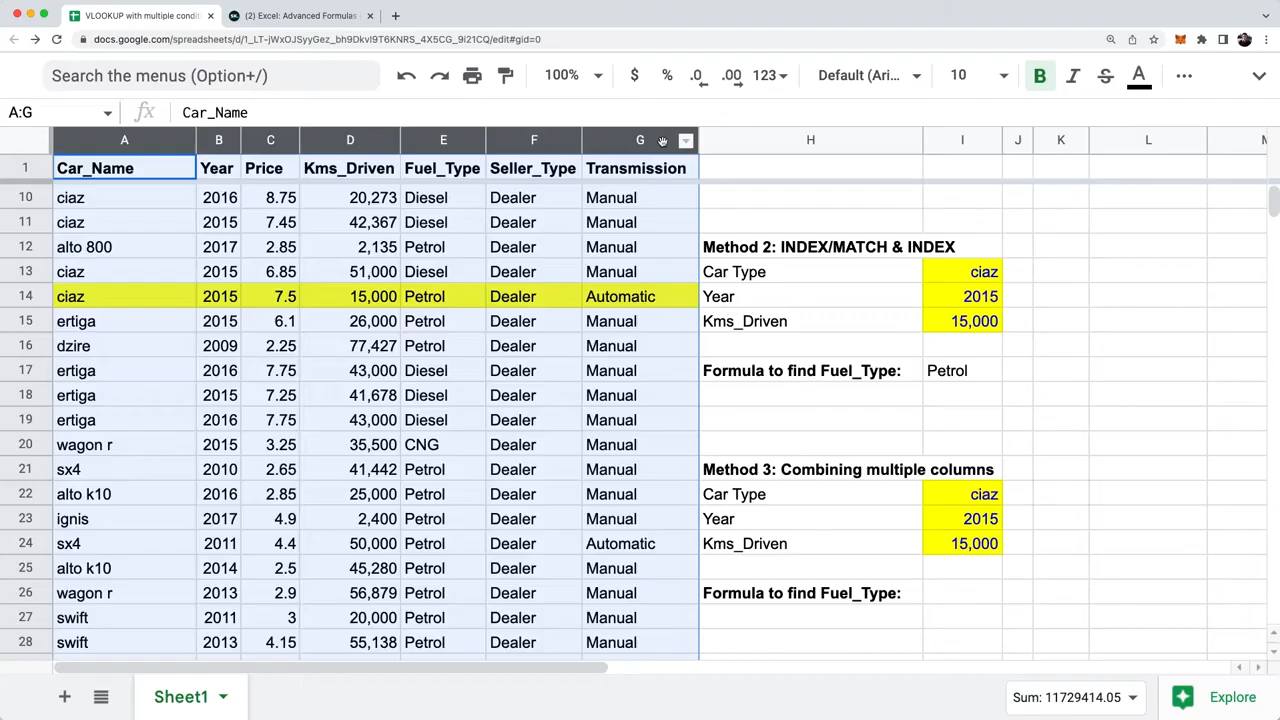 VLOOKUP with multiple condit
(2) Excel: Advanced Formulas
docs.google.com/spreadsheets/d/1_LT-jWxOJSyyGez_bh9Dkvl9T6KNRS_4X5CG_9i21CQ/edit#gid=0
Search the menus (Option+/) 100% $ % .0 .00 123 Default (Ari... 10 B I S A
A:G fx Car_Name
A B C D E F G H I J K L
1 Car_Name Year Price Kms_Driven Fuel_Type Seller_Type Transmission
10 ciaz 2016 8.75 20,273 Diesel Dealer Manual
11 ciaz 2015 7.45 42,367 Diesel Dealer Manual
12 alto 800 2017 2.85 2,135 Petrol Dealer Manual Method 2: INDEX/MATCH & INDEX
13 ciaz 2015 6.85 51,000 Diesel Dealer Manual Car Type ciaz
14 ciaz 2015 7.5 15,000 Petrol Dealer Automatic Year 2015
15 ertiga 2015 6.1 26,000 Petrol Dealer Manual Kms_Driven 15,000
16 dzire 2009 2.25 77,427 Petrol Dealer Manual
17 ertiga 2016 7.75 43,000 Diesel Dealer Manual Formula to find Fuel_Type: Petrol
18 ertiga 2015 7.25 41,678 Diesel Dealer Manual
19 ertiga 2016 7.75 43,000 Diesel Dealer Manual
20 wagon r 2015 3.25 35,500 CNG Dealer Manual
21 sx4 2010 2.65 41,442 Petrol Dealer Manual Method 3: Combining multiple columns
22 alto k10 2016 2.85 25,000 Petrol Dealer Manual Car Type ciaz
23 ignis 2017 4.9 2,400 Petrol Dealer Manual Year 2015
24 sx4 2011 4.4 50,000 Petrol Dealer Automatic Kms_Driven 15,000
25 alto k10 2014 2.5 45,280 Petrol Dealer Manual
26 wagon r 2013 2.9 56,879 Petrol Dealer Manual Formula to find Fuel_Type:
27 swift 2011 3 20,000 Petrol Dealer Manual
28 swift 2013 4.15 55,138 Petrol Dealer Manual
Sheet1 Sum: 11729414.05 Explore